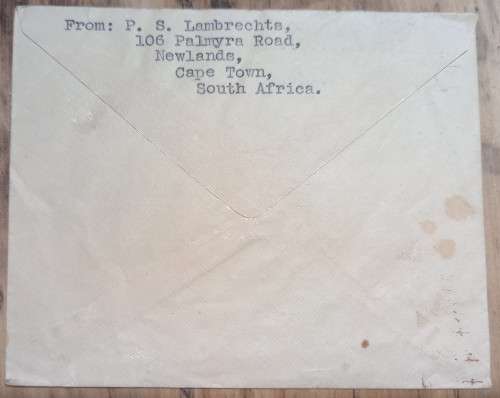 From: P. S. Lambrechts,
106 Palmyra Road,
Newlands,
Cape Town,
South Africa.